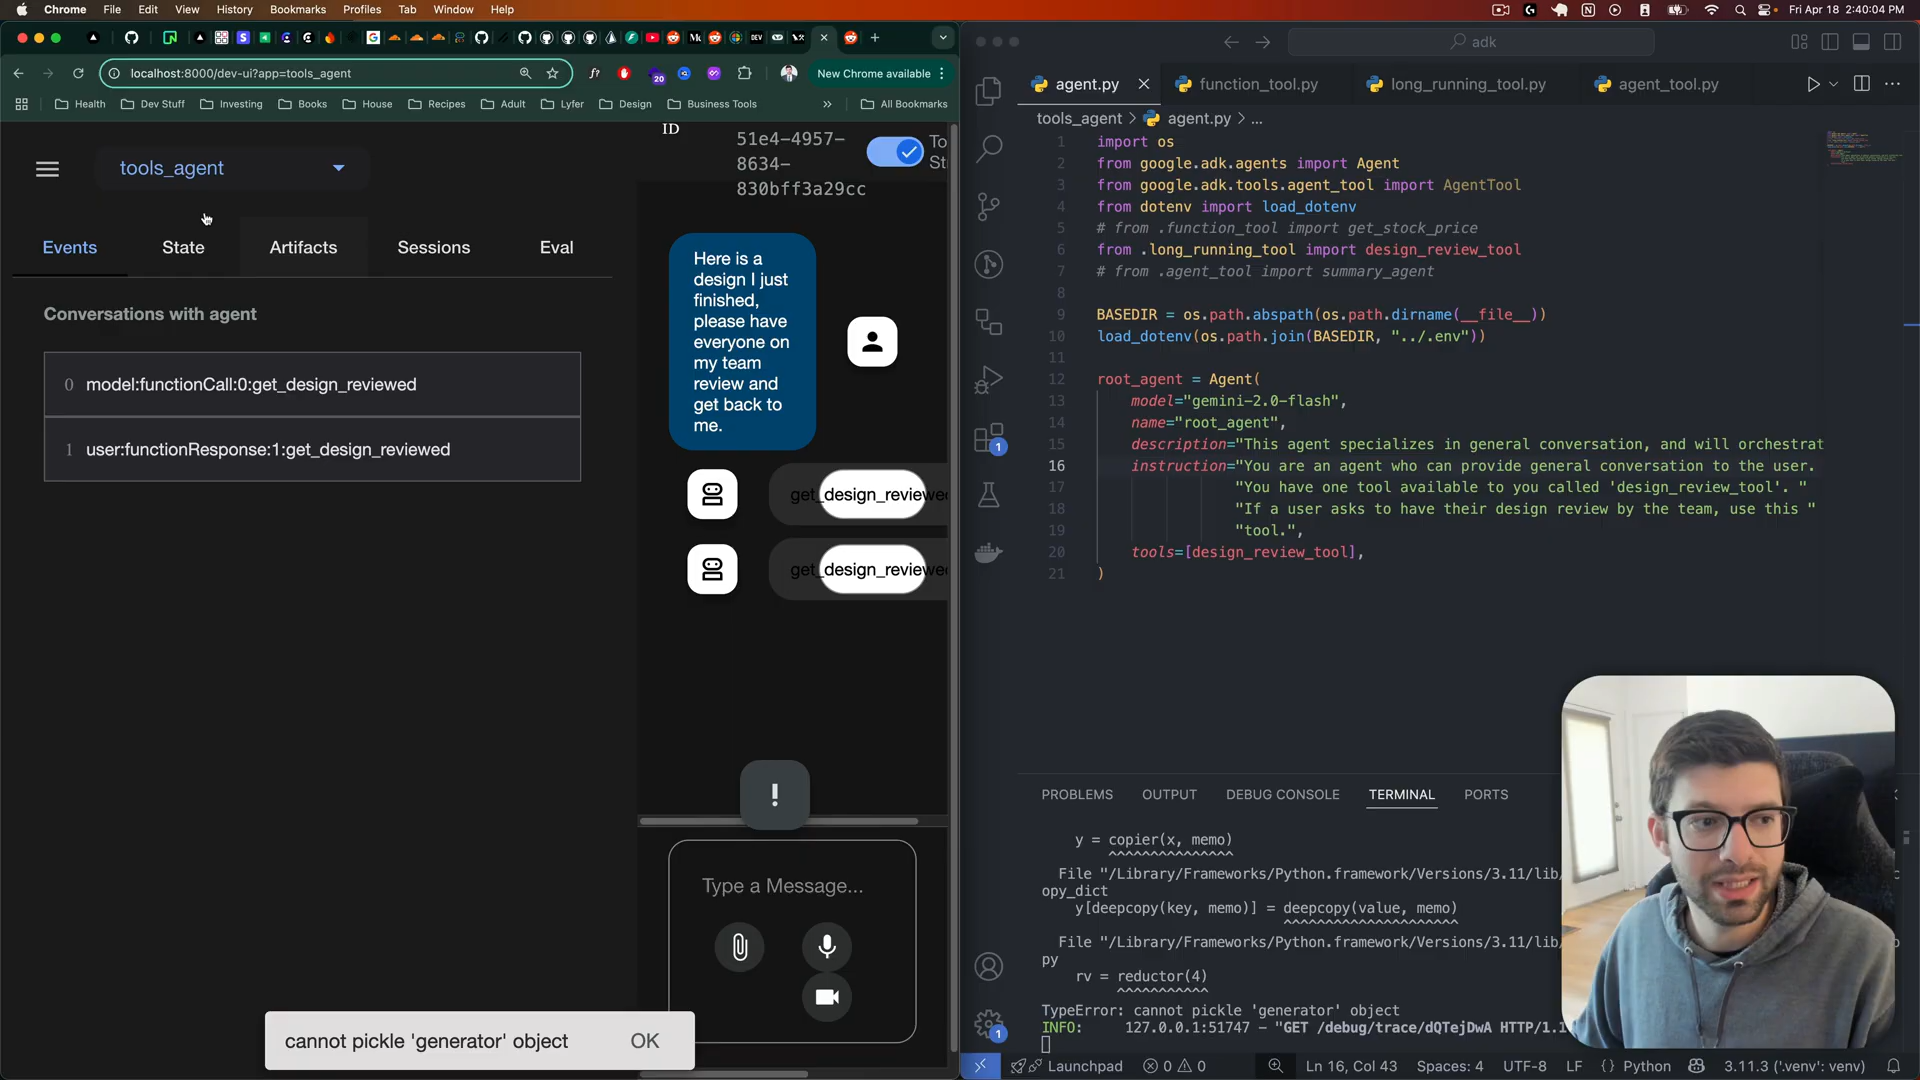 Chrome File Edit View History Bookmarks Profiles Tab Window Help
Fri Apr 18 2:40:04 PM
localhost:8000/dev-ui?app=tools_agent
20
New Chrome available
Health Dev Stuff Investing Books House Recipes Adult Lyfer Design Business Tools » All Bookmarks
tools_agent
Events State Artifacts Sessions Eval
Conversations with agent
0 model:functionCall:0:get_design_reviewed
1 user:functionResponse:1:get_design_reviewed
ID
51e4-4957-
8634-
830bff3a29cc
To
St
Here is a
design I just
finished,
please have
everyone on
my team
review and
get back to
me.
get_design_reviewe
get_design_reviewe
!
Type a Message...
cannot pickle 'generator' object OK
adk
agent.py function_tool.py long_running_tool.py agent_tool.py
tools_agent > agent.py > ...
1 import os
2 from google.adk.agents import Agent
3 from google.adk.tools.agent_tool import AgentTool
4 from dotenv import load_dotenv
5 # from .function_tool import get_stock_price
6 from .long_running_tool import design_review_tool
7 # from .agent_tool import summary_agent
8
9 BASEDIR = os.path.abspath(os.path.dirname(__file__))
10 load_dotenv(os.path.join(BASEDIR, "../.env"))
11
12 root_agent = Agent(
13 model="gemini-2.0-flash",
14 name="root_agent",
15 description="This agent specializes in general conversation, and will orchestrat
16 instruction="You are an agent who can provide general conversation to the user.
17 "You have one tool available to you called 'design_review_tool'. "
18 "If a user asks to have their design review by the team, use this "
19 "tool.",
20 tools=[design_review_tool],
21 )
1
PROBLEMS OUTPUT DEBUG CONSOLE TERMINAL PORTS
y = copier(x, memo)
^^^^^^^^^^^^^^^
File "/Library/Frameworks/Python.framework/Versions/3.11/lib/
opy_dict
y[deepcopy(key, memo)] = deepcopy(value, memo)
^^^^^^^^^^^^^^^^^^^^^
File "/Library/Frameworks/Python.framework/Versions/3.11/lib/
py
rv = reductor(4)
^^^^^^^^^^^
TypeError: cannot pickle 'generator' object
INFO: 127.0.0.1:51747 - "GET /debug/trace/dQTejDwA HTTP/1.1
1
Launchpad 0 0 Ln 16, Col 43 Spaces: 4 UTF-8 LF {} Python 3.11.3 ('.venv': venv)